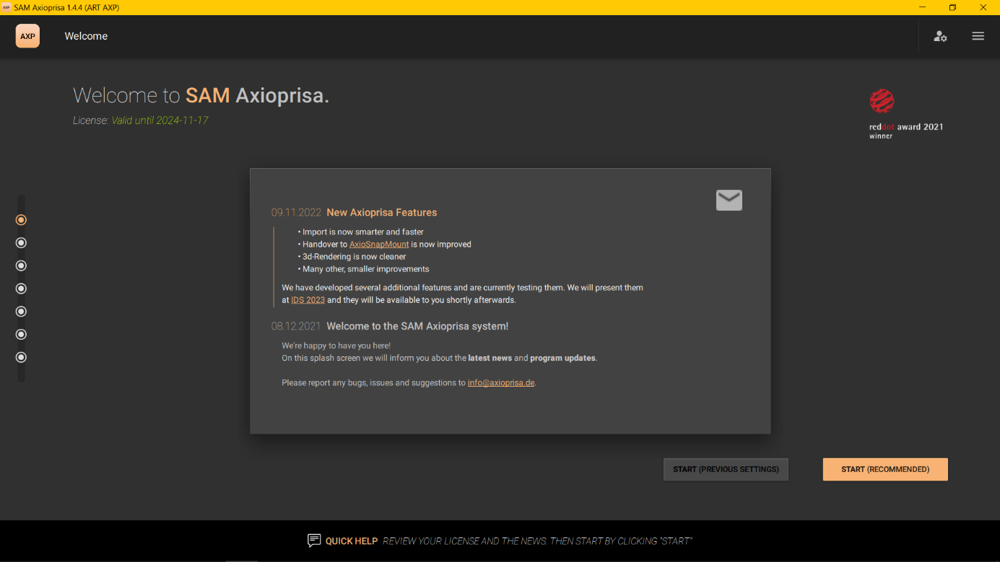 AXP SAM Axioprisa 1.4.4 (ART AXP)
AXP Welcome
Welcome to SAM Axioprisa.
License: Valid until 2024-11-17
reddot award 2021
winner
09.11.2022 New Axioprisa Features
• Import is now smarter and faster
• Handover to AxioSnapMount is now improved
• 3d-Rendering is now cleaner
• Many other, smaller improvements
We have developed several additional features and are currently testing them. We will present them
at IDS 2023 and they will be available to you shortly afterwards.
08.12.2021 Welcome to the SAM Axioprisa system!
We're happy to have you here!
On this splash screen we will inform you about the latest news and program updates.
Please report any bugs, issues and suggestions to info@axioprisa.de.
START (PREVIOUS SETTINGS) START (RECOMMENDED)
QUICK HELP REVIEW YOUR LICENSE AND THE NEWS. THEN START BY CLICKING "START"